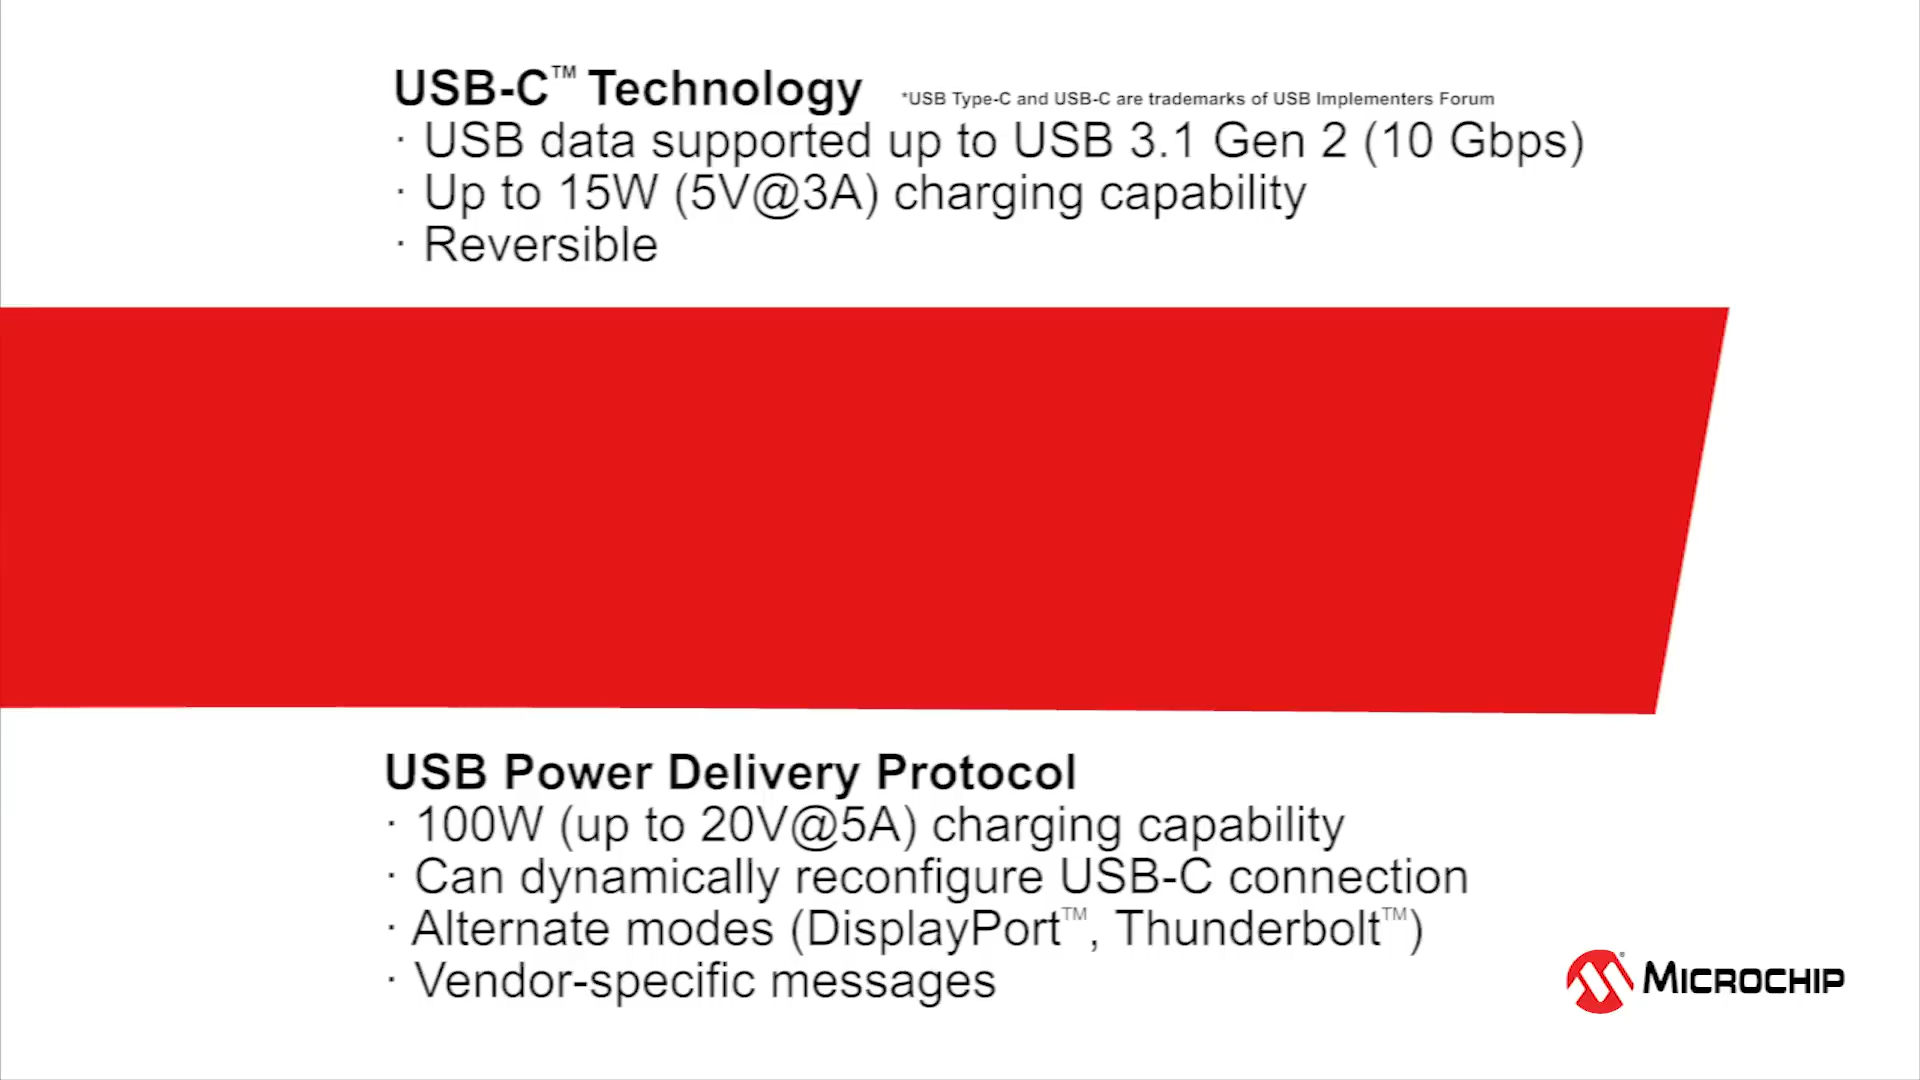 USB-C™ Technology *USB Type-C and USB-C are trademarks of USB Implementers Forum
· USB data supported up to USB 3.1 Gen 2 (10 Gbps)
· Up to 15W (5V@3A) charging capability
· Reversible
USB Power Delivery Protocol
· 100W (up to 20V@5A) charging capability
· Can dynamically reconfigure USB-C connection
· Alternate modes (DisplayPort™, Thunderbolt™)
· Vendor-specific messages
MICROCHIP